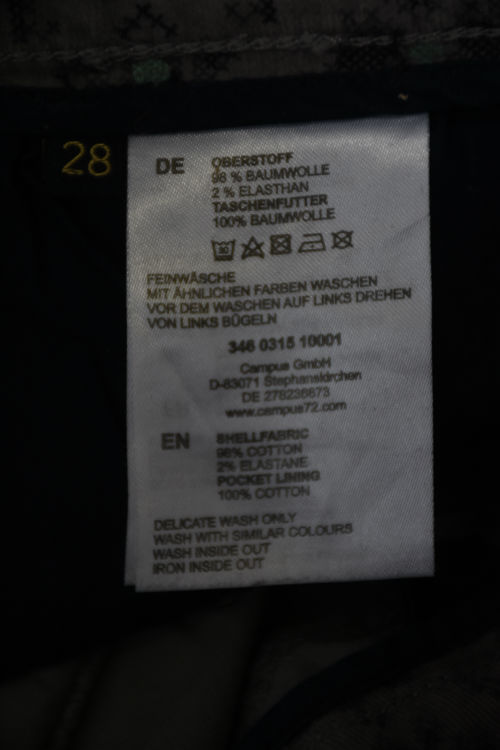 28
DE
OBERSTOFF
98 % BAUMWOLLE
2 % ELASTHAN
TASCHENFUTTER
100% BAUMWOLLE
FEINWÄSCHE
MIT ÄHNLICHEN FARBEN WASCHEN
VOR DEM WASCHEN AUF LINKS DREHEN
VON LINKS BÜGELN
346 0315 10001
Campus GmbH
D-83071 Stephanskirchen
DE 278236673
www.campus72.com
EN
SHELLFABRIC
98% COTTON
2% ELASTANE
POCKET LINING
100% COTTON
DELICATE WASH ONLY
WASH WITH SIMILAR COLOURS
WASH INSIDE OUT
IRON INSIDE OUT